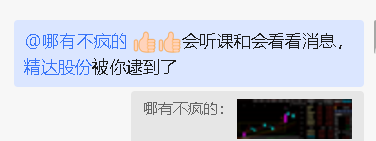 @哪有不疯的 👍👍会听课和会看看消息，
精达股份被你逮到了
哪有不疯的：